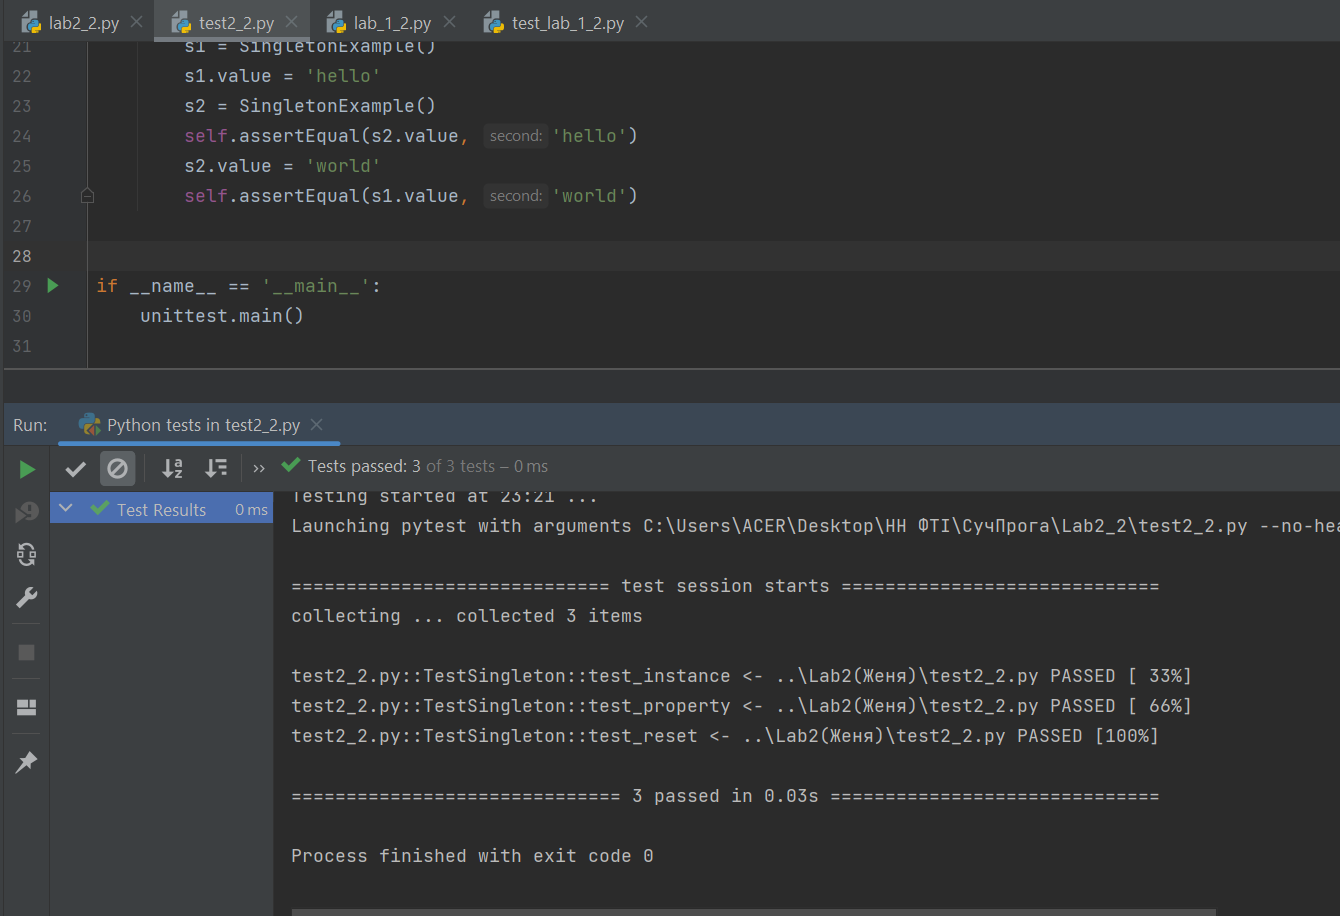 lab2_2.py test2_2.py lab_1_2.py test_lab_1_2.py
21 s1 = SingletonExample()
22 s1.value = 'hello'
23 s2 = SingletonExample()
24 self.assertEqual(s2.value, second: 'hello')
25 s2.value = 'world'
26 self.assertEqual(s1.value, second: 'world')
27
28
29 if __name__ == '__main__':
30 unittest.main()
31
Run: Python tests in test2_2.py
Tests passed: 3 of 3 tests – 0 ms
Test Results 0 ms
Testing started at 23:21 ...
Launching pytest with arguments C:\Users\ACER\Desktop\НН ФТІ\СучПрога\Lab2_2\test2_2.py --no-hea
============================= test session starts =============================
collecting ... collected 3 items
test2_2.py::TestSingleton::test_instance <- ..\Lab2(Женя)\test2_2.py PASSED [ 33%]
test2_2.py::TestSingleton::test_property <- ..\Lab2(Женя)\test2_2.py PASSED [ 66%]
test2_2.py::TestSingleton::test_reset <- ..\Lab2(Женя)\test2_2.py PASSED [100%]
============================== 3 passed in 0.03s ==============================
Process finished with exit code 0